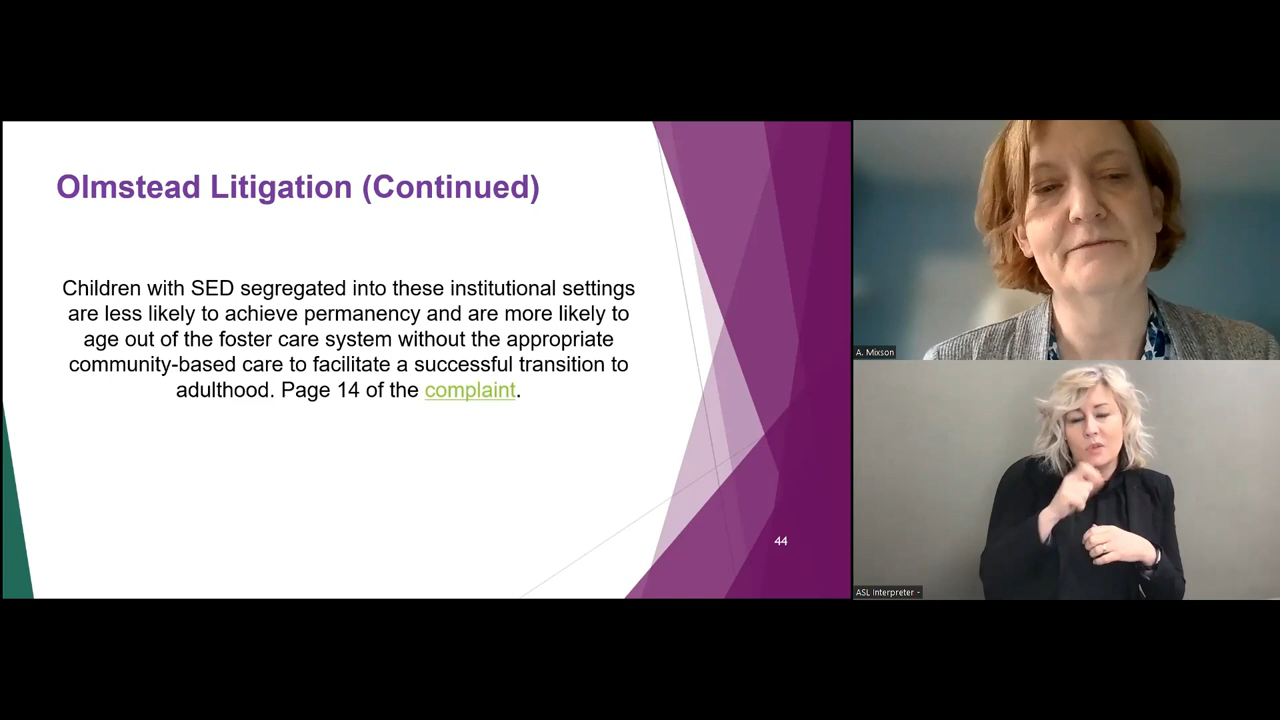 Olmstead Litigation (Continued)
Children with SED segregated into these institutional settings
are less likely to achieve permanency and are more likely to
age out of the foster care system without the appropriate
community-based care to facilitate a successful transition to
adulthood. Page 14 of the complaint.
44
A. Mixson
ASL Interpreter -